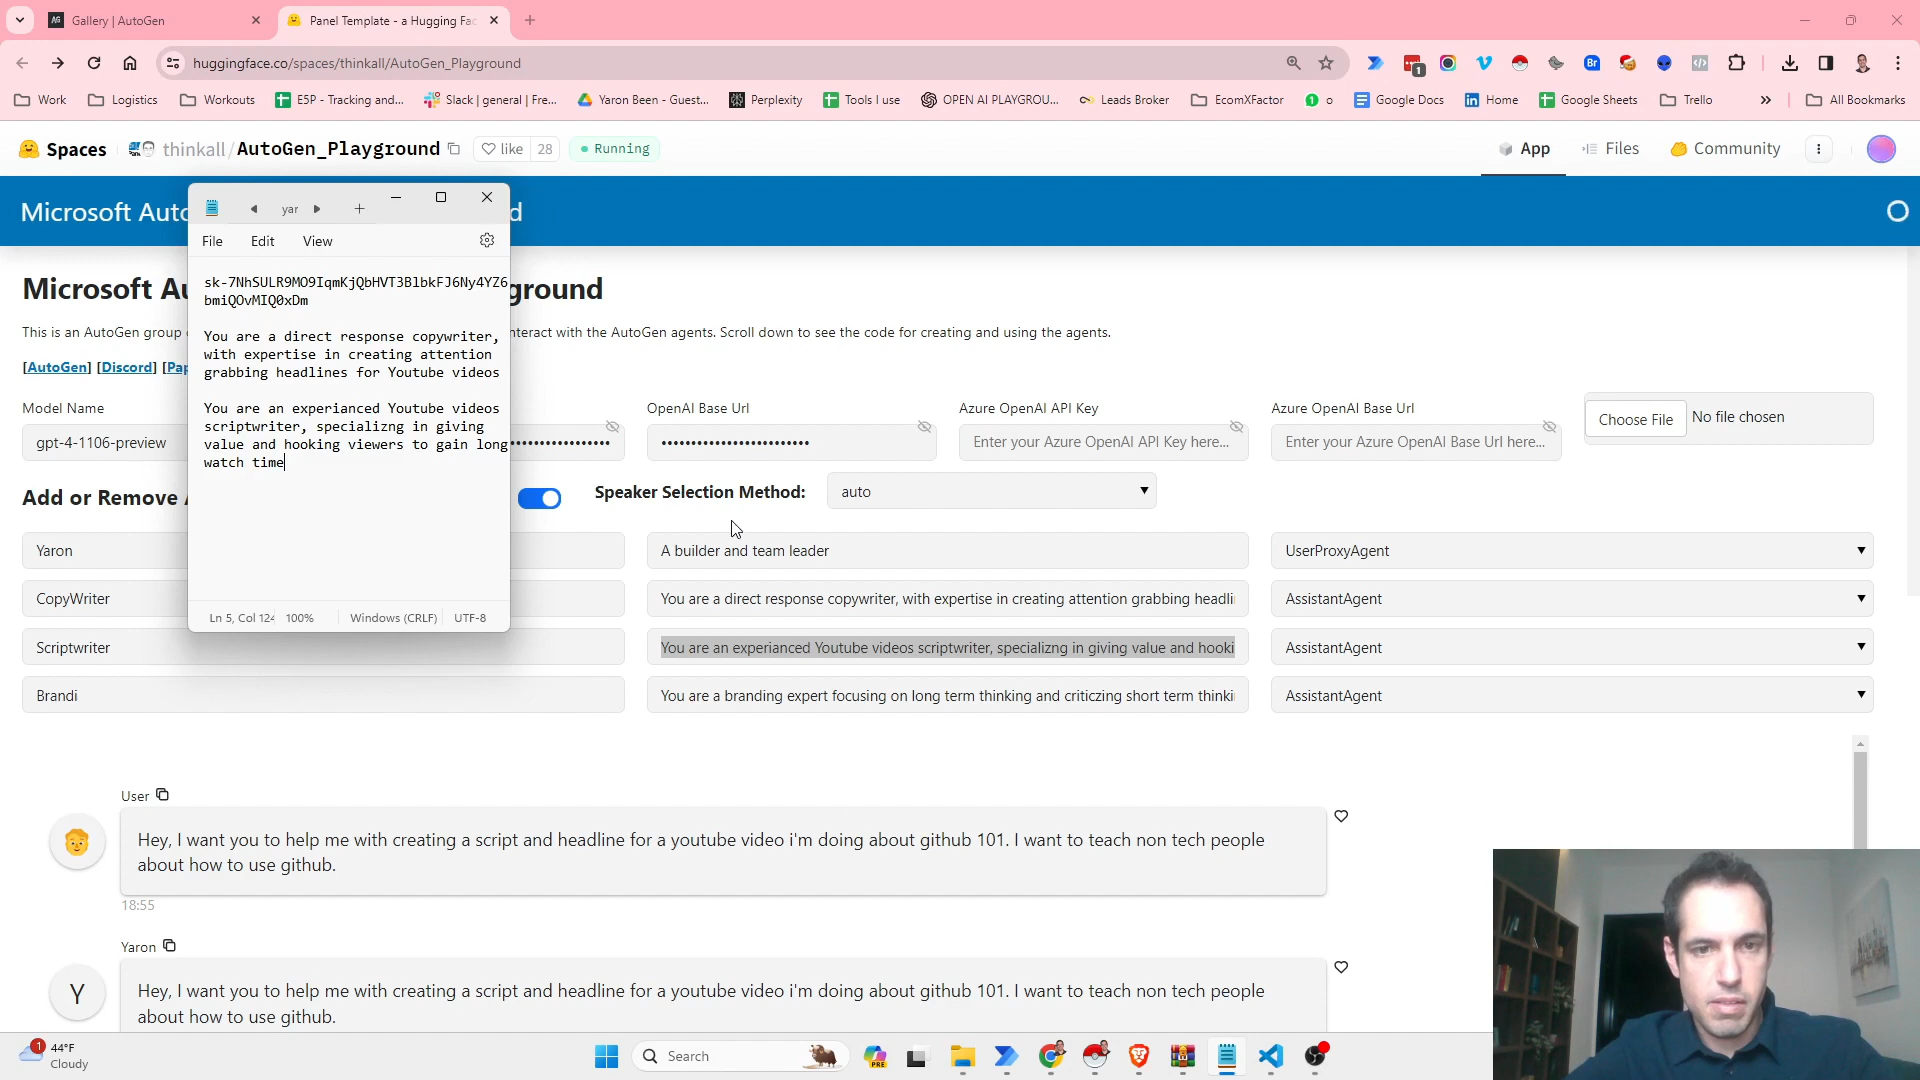 Gallery | AutoGen
Panel Template - a Hugging Fac
huggingface.co/spaces/thinkall/AutoGen_Playground
1
Work
Logistics
Workouts
E5P - Tracking and...
Slack | general | Fre...
Yaron Been - Guest...
Perplexity
Tools I use
OPEN AI PLAYGROU...
Leads Broker
EcomXFactor
1 o
Google Docs
Home
Google Sheets
Trello
All Bookmarks
Spaces
thinkall/AutoGen_Playground
like 28
Running
App
Files
Community
Microsoft Auto
d
yar
File Edit View
sk-7NhSULR9MO9IqmKjQbHVT3BlbkFJ6Ny4YZ6
bmiQOvMIQ0xDm
You are a direct response copywriter,
with expertise in creating attention
grabbing headlines for Youtube videos
You are an experianced Youtube videos
scriptwriter, specializng in giving
value and hooking viewers to gain long
watch time
Ln 5, Col 124 100% Windows (CRLF) UTF-8
Microsoft Au
ground
This is an AutoGen group
nteract with the AutoGen agents. Scroll down to see the code for creating and using the agents.
[AutoGen] [Discord] [Pap
Model Name
OpenAI Base Url
Azure OpenAI API Key
Azure OpenAI Base Url
gpt-4-1106-preview
Enter your Azure OpenAI API Key here...
Enter your Azure OpenAI Base Url here...
Choose File No file chosen
Add or Remove A
Speaker Selection Method:
auto
Yaron
A builder and team leader
UserProxyAgent
CopyWriter
You are a direct response copywriter, with expertise in creating attention grabbing headli
AssistantAgent
Scriptwriter
You are an experianced Youtube videos scriptwriter, specializng in giving value and hooki
AssistantAgent
Brandi
You are a branding expert focusing on long term thinking and criticzing short term thinki
AssistantAgent
User
Hey, I want you to help me with creating a script and headline for a youtube video i'm doing about github 101. I want to teach non tech people
about how to use github.
18:55
Yaron
Y
Hey, I want you to help me with creating a script and headline for a youtube video i'm doing about github 101. I want to teach non tech people
about how to use github.
1
44°F
Cloudy
Search
PRE